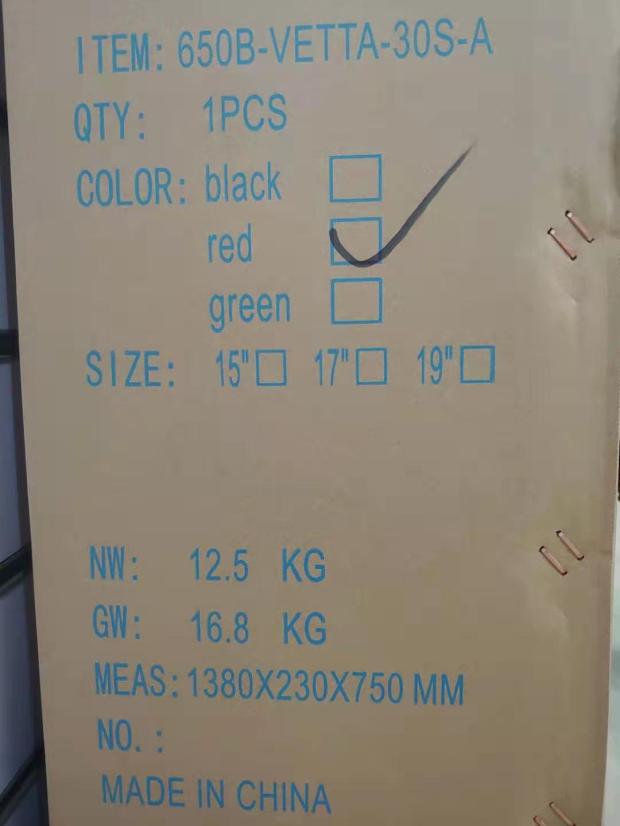 ITEM: 650B-VETTA-30S-A
QTY: 1PCS
COLOR: black
red
green
SIZE: 15" 17" 19"
NW: 12.5 KG
GW: 16.8 KG
MEAS:1380X230X750 MM
NO. :
MADE IN CHINA